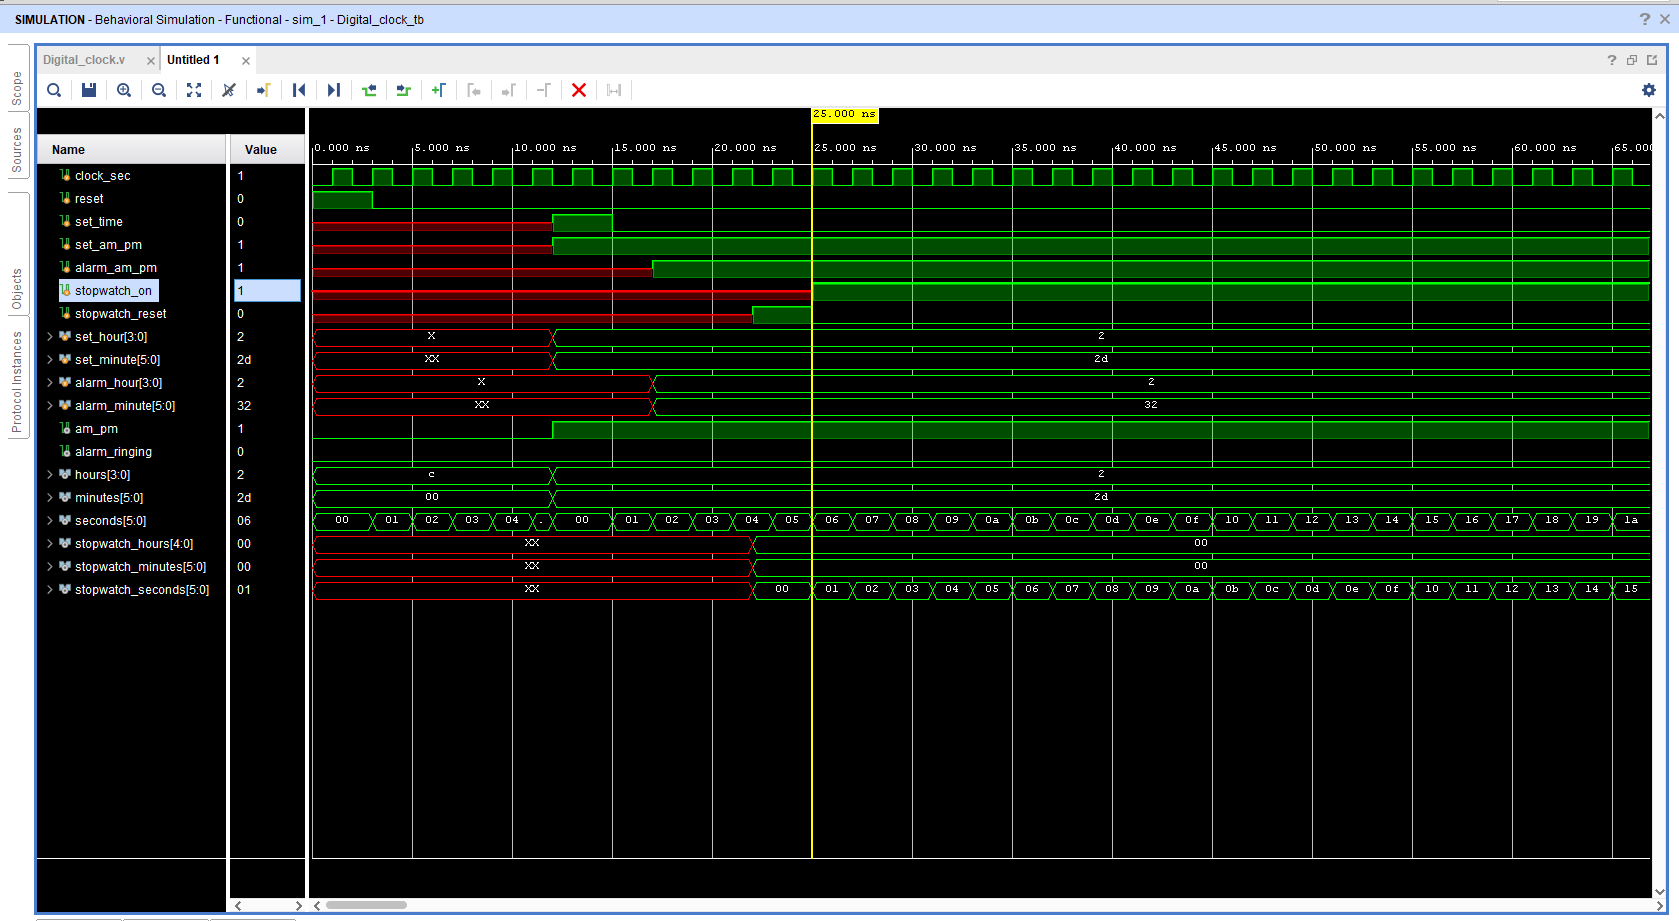 SIMULATION - Behavioral Simulation - Functional - sim_1 - Digital_clock_tb
? ×
Scope
Sources
Objects
Protocol Instances
Digital_clock.v × Untitled 1 ×
?
25.000 ns
Name Value
0.000 ns 5.000 ns 10.000 ns 15.000 ns 20.000 ns 25.000 ns 30.000 ns 35.000 ns 40.000 ns 45.000 ns 50.000 ns 55.000 ns 60.000 ns 65.000
clock_sec 1
reset 0
set_time 0
set_am_pm 1
alarm_am_pm 1
stopwatch_on 1
stopwatch_reset 0
set_hour[3:0] 2 X 2
set_minute[5:0] 2d XX 2d
alarm_hour[3:0] 2 X 2
alarm_minute[5:0] 32 XX 32
am_pm 1
alarm_ringing 0
hours[3:0] 2 c 2
minutes[5:0] 2d 00 2d
seconds[5:0] 06 00 01 02 03 04 . 00 01 02 03 04 05 06 07 08 09 0a 0b 0c 0d 0e 0f 10 11 12 13 14 15 16 17 18 19 1a
stopwatch_hours[4:0] 00 XX 00
stopwatch_minutes[5:0] 00 XX 00
stopwatch_seconds[5:0] 01 XX 00 01 02 03 04 05 06 07 08 09 0a 0b 0c 0d 0e 0f 10 11 12 13 14 15